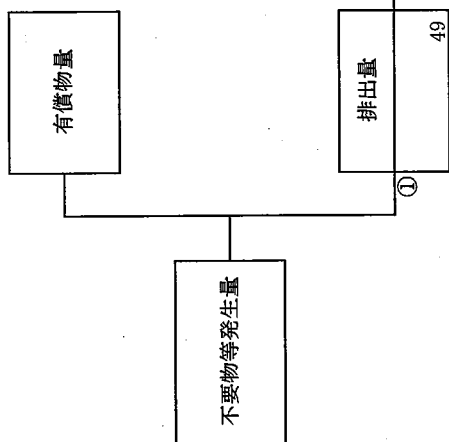 有償物量
不要物等発生量
排出量
①
49